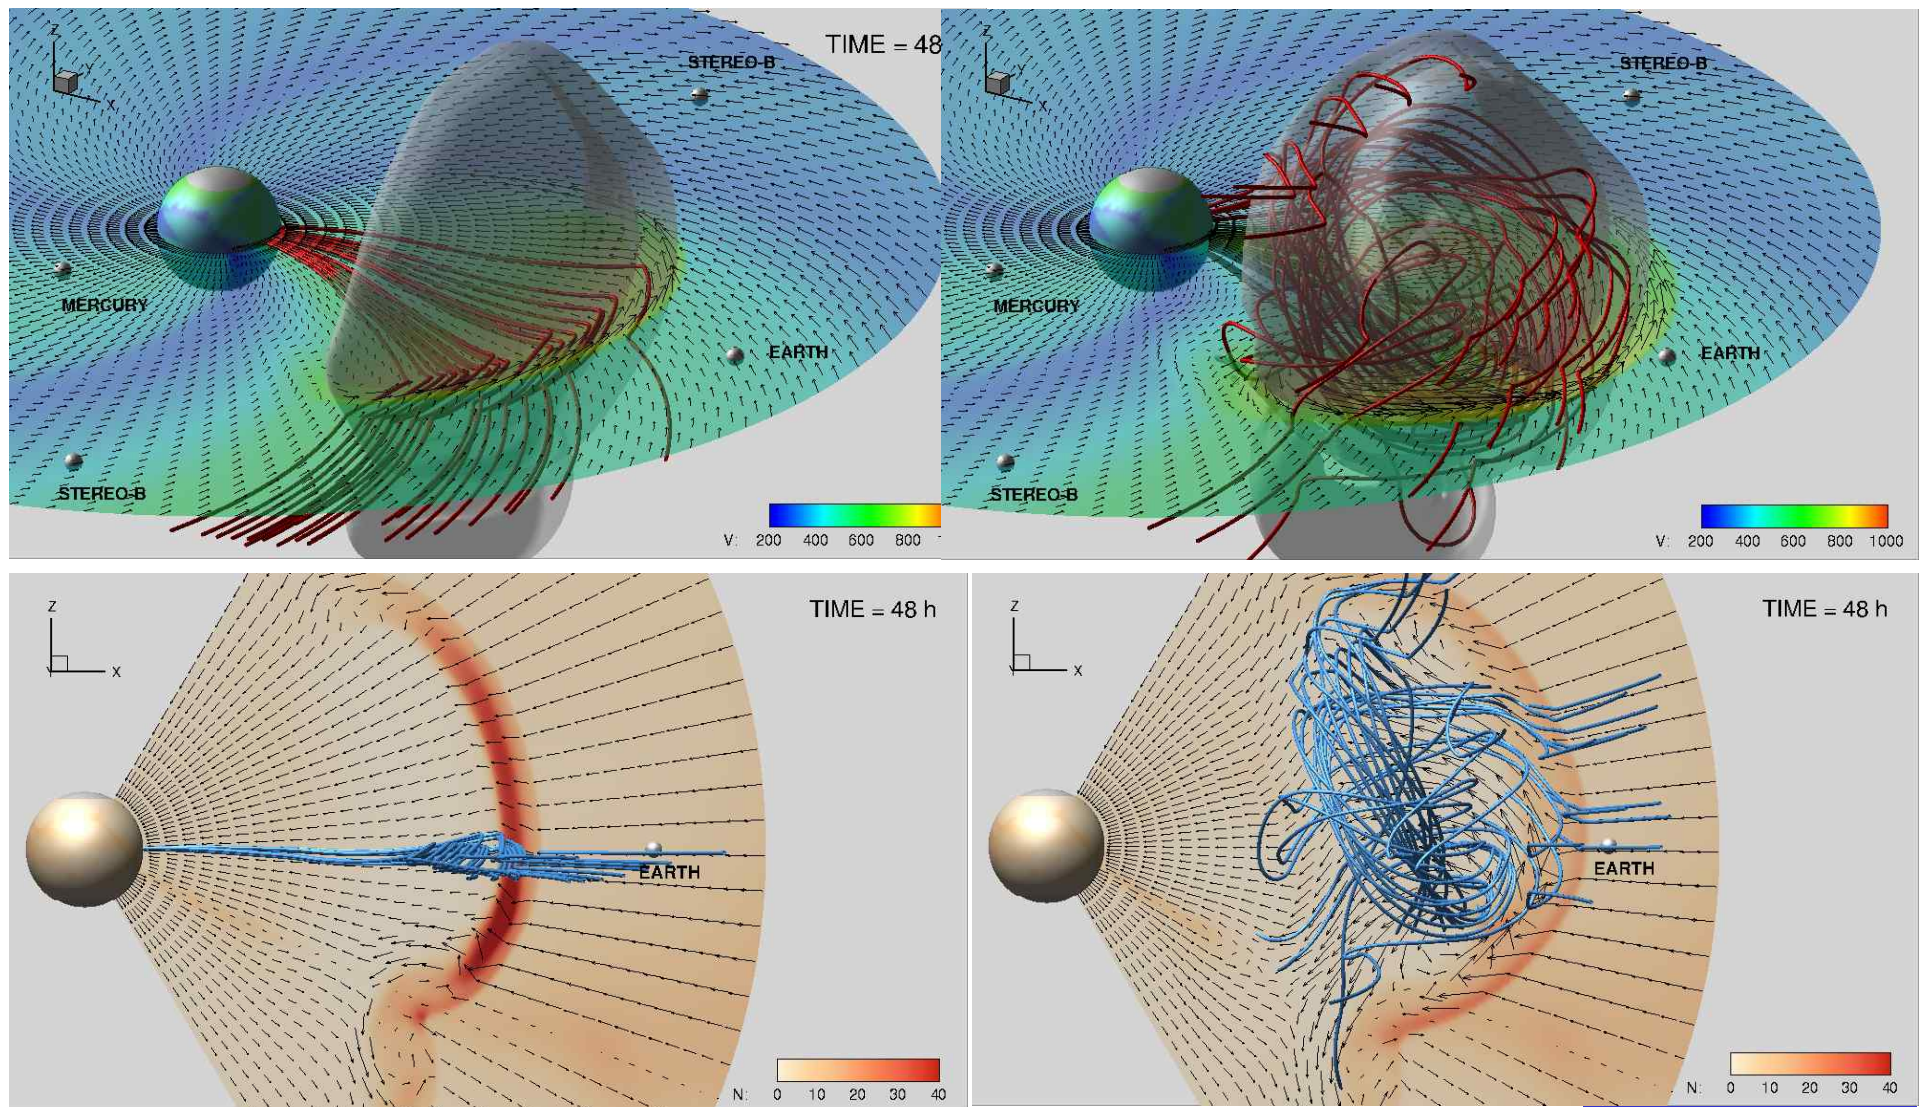 Z
Y
X
TIME = 48
STEREO-B
MERCURY
EARTH
STEREO-B
V: 200 400 600 800
Z
Y
X
STEREO-B
MERCURY
EARTH
STEREO-B
V: 200 400 600 800 1000
Z
Y
X
TIME = 48 h
EARTH
N: 0 10 20 30 40
Z
Y
X
TIME = 48 h
EARTH
N: 0 10 20 30 40